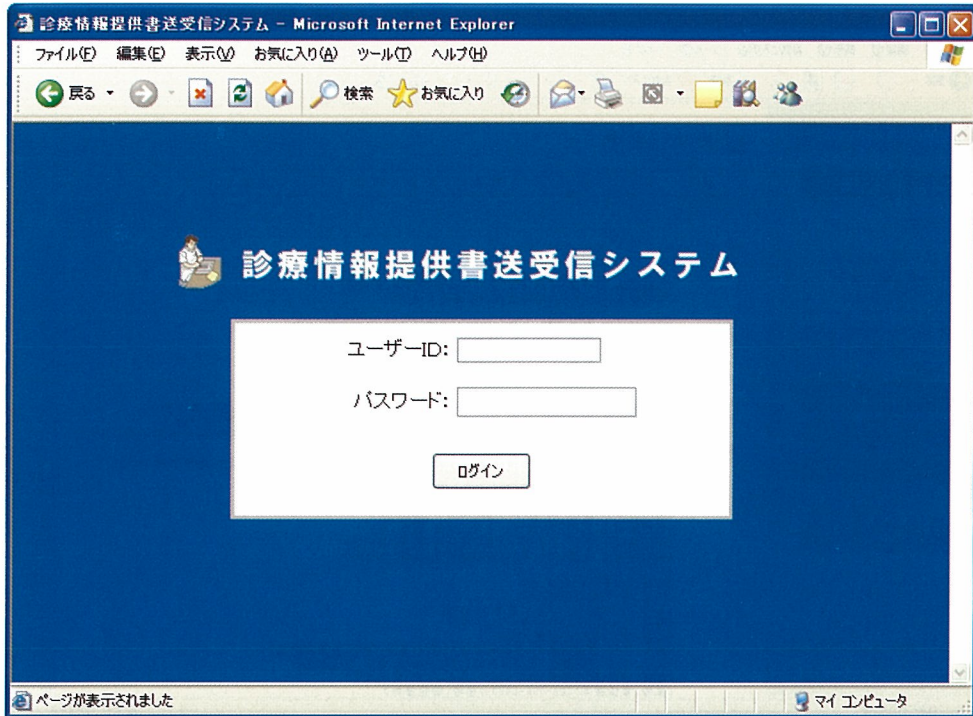 診療情報提供書送受信システム - Microsoft Internet Explorer
ファイル(F) 編集(E) 表示(V) お気に入り(A) ツール(T) ヘルプ(H)
戻る 検索 お気に入り
診療情報提供書送受信システム
ユーザーID:
パスワード:
ログイン
ページが表示されました マイ コンピュータ